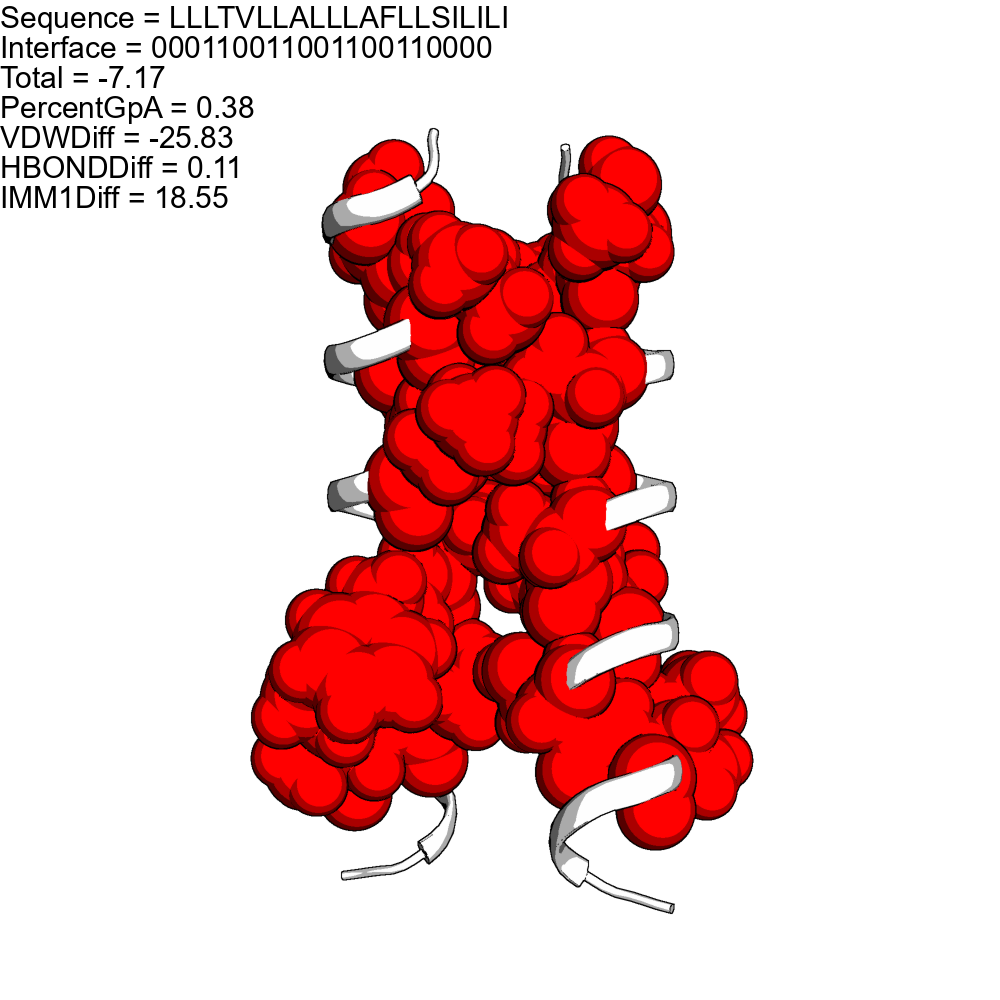 Sequence = LLLTVLLALLLAFLLSILILI
Interface = 000110011001100110000
Total = -7.17
PercentGpA = 0.38
VDWDiff = -25.83
HBONDDiff = 0.11
IMM1Diff = 18.55